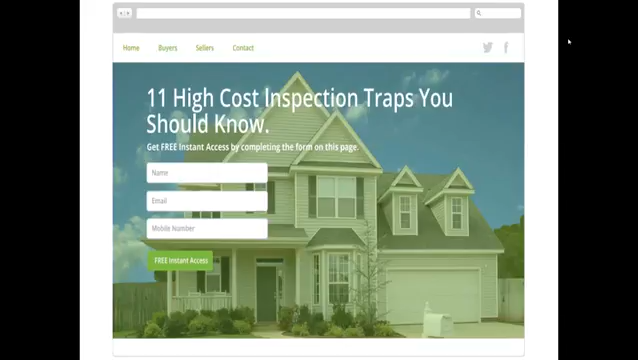 Home Buyers Sellers Contact
11 High Cost Inspection Traps You
Should Know.
Get FREE Instant Access by completing the form on this page.
Name
Email
Mobile Number
FREE Instant Access